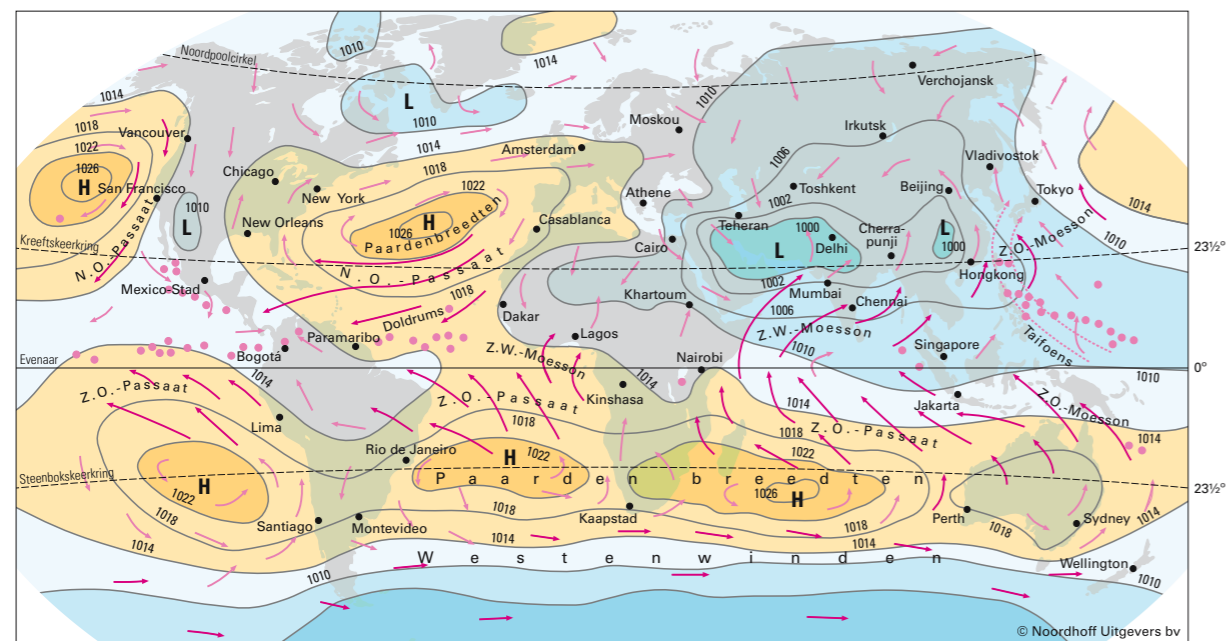 1010
1014
Noordpoolcirkel
1014
1018
1022
1026
H
Vancouver
San Francisco
1010
L
N.O.-Passaat
Kreeftskeerkring
Mexico-Stad
L
1010
1014
1018
1022
1026
H
Paardenbreedten
Chicago
New York
New Orleans
Amsterdam
Casablanca
N.O.-Passaat
1018
Doldrums
Dakar
Paramaribo
Bogotá
Lagos
Evenaar
Moskou
Athene
Cairo
Khartoum
Nairobi
Kinshasa
Z.W.-Moesson
1014
1010
1006
1002
1000
L
Verchojansk
Irkutsk
Vladivostok
Toshkent
Beijing
Tokyo
Teheran
Delhi
Cherra-
punji
L
1000
Hongkong
Z.O.-Moesson
1014
1010
23½°
1002
Mumbai
Chennai
1006
Z.W.-Moesson
1010
Singapore
Taifoens
0°
1010
Jakarta
Z.O.-Moesson
1014
1014
Z.O.-Passaat
1014
Lima
Z.O.-Passaat
1018
Rio de Janeiro
H
1022
1018
Z.O.-Passaat
1022
1026
H
Paardenbreedten
Steenbokskeerkring
H
1022
1018
1014
Santiago
Montevideo
1018
1014
Kaapstad
1018
1014
Perth
1018
Sydney
1014
23½°
Westenwinden
Wellington
1010
1010
© Noordhoff Uitgevers bv